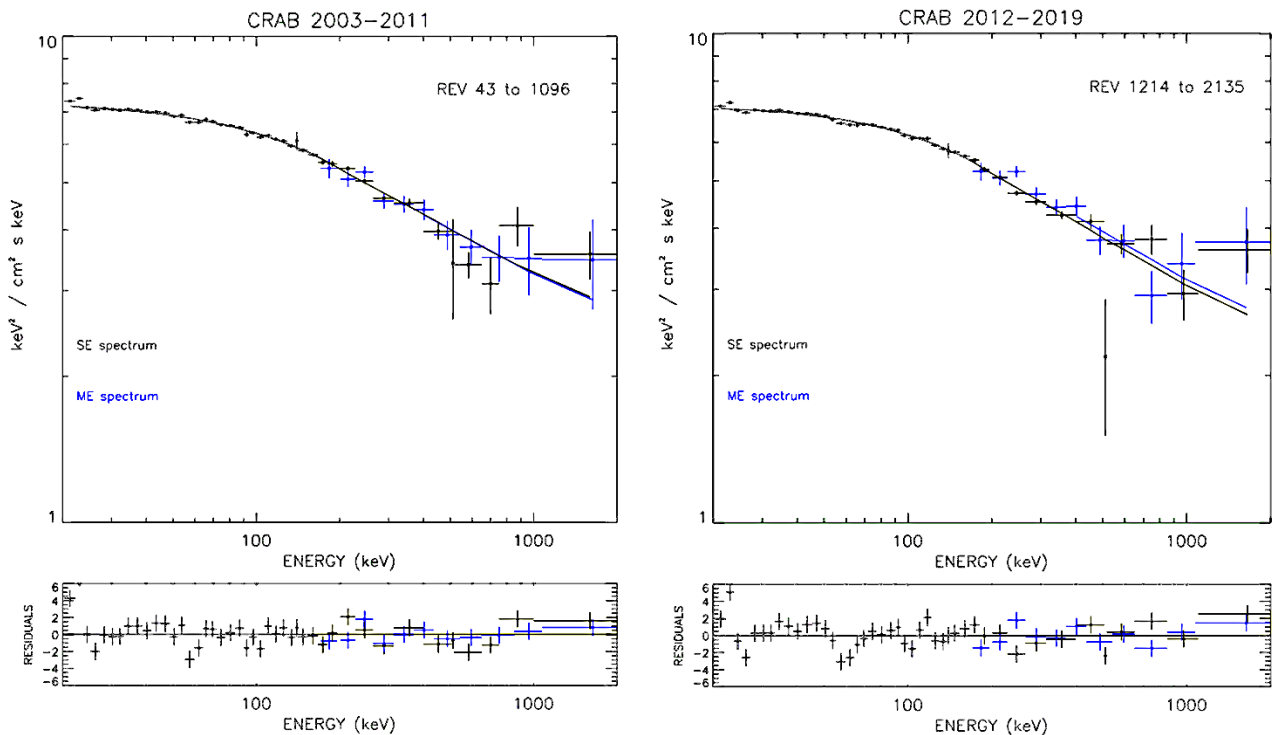 CRAB 2003−2011
10
REV 43 to 1096
keV² / cm² s keV
SE spectrum
ME spectrum
1
100
1000
ENERGY (keV)
6
4
2
0
−2
−4
−6
RESIDUALS
100
1000
ENERGY (keV)
CRAB 2012−2019
10
REV 1214 to 2135
keV² / cm² s keV
SE spectrum
ME spectrum
1
100
1000
ENERGY (keV)
6
4
2
0
−2
−4
−6
RESIDUALS
100
1000
ENERGY (keV)